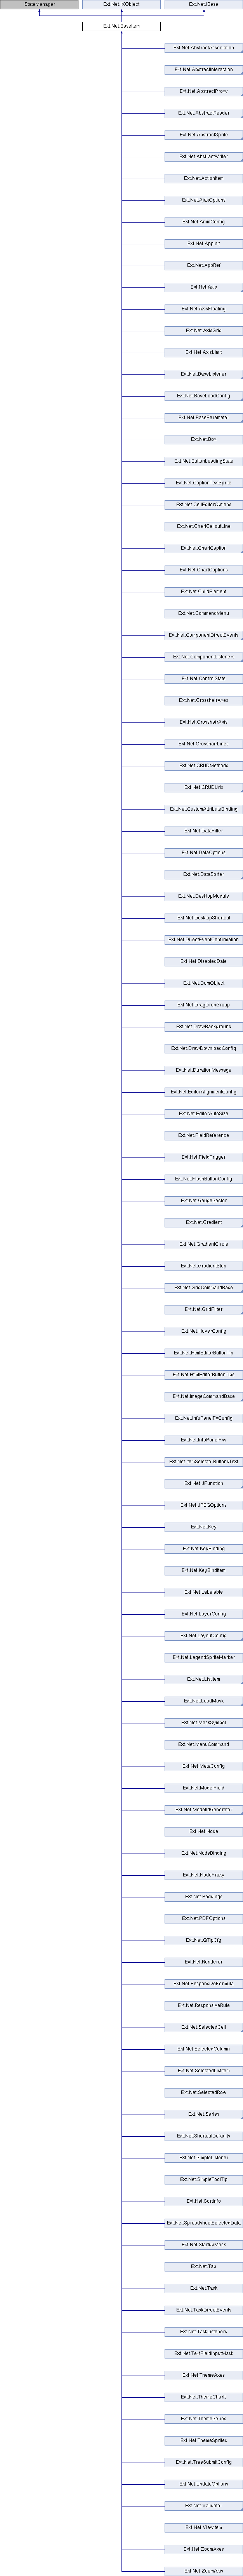 IStateManager
Ext.Net.IXObject
Ext.Net.IBase
Ext.Net.BaseItem
Ext.Net.AbstractAssociation
Ext.Net.AbstractInteraction
Ext.Net.AbstractProxy
Ext.Net.AbstractReader
Ext.Net.AbstractSprite
Ext.Net.AbstractWriter
Ext.Net.ActionItem
Ext.Net.AjaxOptions
Ext.Net.AnimConfig
Ext.Net.AppInit
Ext.Net.AppRef
Ext.Net.Axis
Ext.Net.AxisFloating
Ext.Net.AxisGrid
Ext.Net.AxisLimit
Ext.Net.BaseListener
Ext.Net.BaseLoadConfig
Ext.Net.BaseParameter
Ext.Net.Box
Ext.Net.ButtonLoadingState
Ext.Net.CaptionTextSprite
Ext.Net.CellEditorOptions
Ext.Net.ChartCalloutLine
Ext.Net.ChartCaption
Ext.Net.ChartCaptions
Ext.Net.ChildElement
Ext.Net.CommandMenu
Ext.Net.ComponentDirectEvents
Ext.Net.ComponentListeners
Ext.Net.ControlState
Ext.Net.CrosshairAxes
Ext.Net.CrosshairAxis
Ext.Net.CrosshairLines
Ext.Net.CRUDMethods
Ext.Net.CRUDUrls
Ext.Net.CustomAttributeBinding
Ext.Net.DataFilter
Ext.Net.DataOptions
Ext.Net.DataSorter
Ext.Net.DesktopModule
Ext.Net.DesktopShortcut
Ext.Net.DirectEventConfirmation
Ext.Net.DisabledDate
Ext.Net.DomObject
Ext.Net.DragDropGroup
Ext.Net.DrawBackground
Ext.Net.DrawDownloadConfig
Ext.Net.DurationMessage
Ext.Net.EditorAlignmentConfig
Ext.Net.EditorAutoSize
Ext.Net.FieldReference
Ext.Net.FieldTrigger
Ext.Net.FlashButtonConfig
Ext.Net.GaugeSector
Ext.Net.Gradient
Ext.Net.GradientCircle
Ext.Net.GradientStop
Ext.Net.GridCommandBase
Ext.Net.GridFilter
Ext.Net.HoverConfig
Ext.Net.HtmlEditorButtonTip
Ext.Net.HtmlEditorButtonTips
Ext.Net.ImageCommandBase
Ext.Net.InfoPanelFxConfig
Ext.Net.InfoPanelFxs
Ext.Net.ItemSelectorButtonsText
Ext.Net.JFunction
Ext.Net.JPEGOptions
Ext.Net.Key
Ext.Net.KeyBinding
Ext.Net.KeyBindItem
Ext.Net.Labelable
Ext.Net.LayerConfig
Ext.Net.LayoutConfig
Ext.Net.LegendSpriteMarker
Ext.Net.ListItem
Ext.Net.LoadMask
Ext.Net.MaskSymbol
Ext.Net.MenuCommand
Ext.Net.MetaConfig
Ext.Net.ModelField
Ext.Net.ModelIdGenerator
Ext.Net.Node
Ext.Net.NodeBinding
Ext.Net.NodeProxy
Ext.Net.Paddings
Ext.Net.PDFOptions
Ext.Net.QTipCfg
Ext.Net.Renderer
Ext.Net.ResponsiveFormula
Ext.Net.ResponsiveRule
Ext.Net.SelectedCell
Ext.Net.SelectedColumn
Ext.Net.SelectedListItem
Ext.Net.SelectedRow
Ext.Net.Series
Ext.Net.ShortcutDefaults
Ext.Net.SimpleListener
Ext.Net.SimpleToolTip
Ext.Net.SortInfo
Ext.Net.SpreadsheetSelectedData
Ext.Net.StartupMask
Ext.Net.Tab
Ext.Net.Task
Ext.Net.TaskDirectEvents
Ext.Net.TaskListeners
Ext.Net.TextFieldInputMask
Ext.Net.ThemeAxes
Ext.Net.ThemeCharts
Ext.Net.ThemeSeries
Ext.Net.ThemeSprites
Ext.Net.TreeSubmitConfig
Ext.Net.UpdateOptions
Ext.Net.Validator
Ext.Net.ViewItem
Ext.Net.ZoomAxes
Ext.Net.ZoomAxis